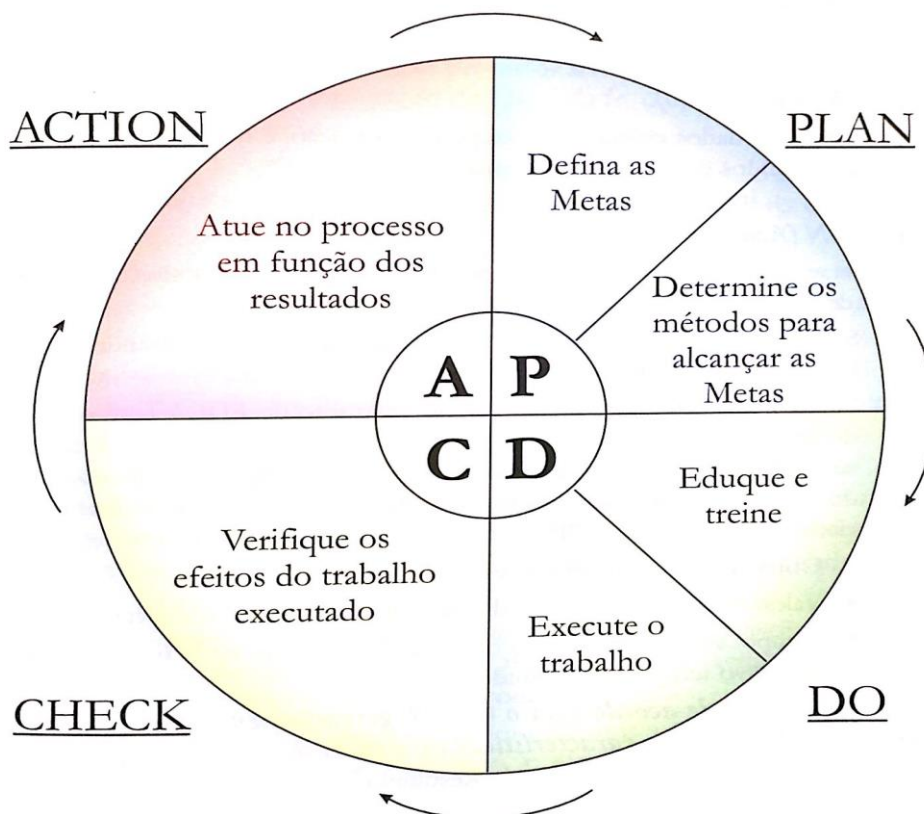 ACTION
PLAN
Defina as
Metas
Atue no processo
em função dos
resultados
Determine os
métodos para
alcançar as
Metas
A P
C D
Eduque e
treine
Verifique os
efeitos do trabalho
executado
Execute o
trabalho
CHECK
DO